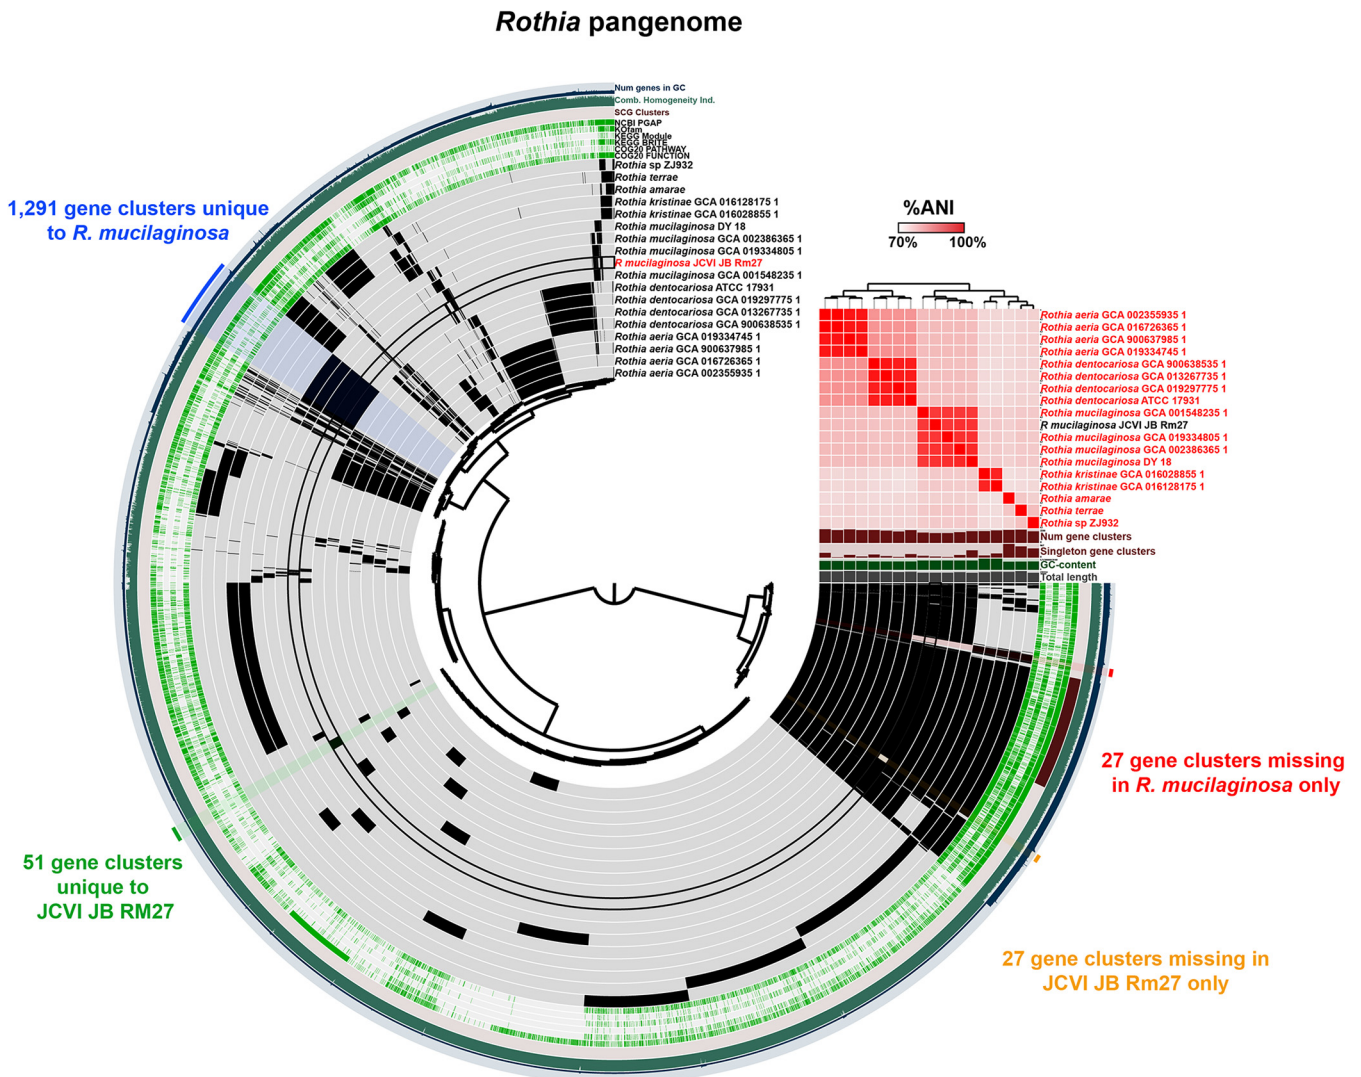 Rothia pangenome
Num genes in GC
Comb. Homogeneity Ind.
SCG Clusters
NCBI PGAP
KOfam
KEGG Module
KEGG BRITE
COG20 PATHWAY
COG20 FUNCTION
Rothia sp ZJ932
Rothia terrae
Rothia amarae
Rothia kristinae GCA 016128175 1
Rothia kristinae GCA 016028855 1
Rothia mucilaginosa DY 18
Rothia mucilaginosa GCA 002386365 1
Rothia mucilaginosa GCA 019334805 1
R mucilaginosa JCVI JB Rm27
Rothia mucilaginosa GCA 001548235 1
Rothia dentocariosa ATCC 17931
Rothia dentocariosa GCA 019297775 1
Rothia dentocariosa GCA 013267735 1
Rothia dentocariosa GCA 900638535 1
Rothia aeria GCA 019334745 1
Rothia aeria GCA 900637985 1
Rothia aeria GCA 016726365 1
Rothia aeria GCA 002355935 1
1,291 gene clusters unique
to R. mucilaginosa
%ANI
70% 100%
Rothia aeria GCA 002355935 1
Rothia aeria GCA 016726365 1
Rothia aeria GCA 900637985 1
Rothia aeria GCA 019334745 1
Rothia dentocariosa GCA 900638535 1
Rothia dentocariosa GCA 013267735 1
Rothia dentocariosa GCA 019297775 1
Rothia dentocariosa ATCC 17931
Rothia mucilaginosa GCA 001548235 1
R mucilaginosa JCVI JB Rm27
Rothia mucilaginosa GCA 019334805 1
Rothia mucilaginosa GCA 002386365 1
Rothia mucilaginosa DY 18
Rothia kristinae GCA 016028855 1
Rothia kristinae GCA 016128175 1
Rothia amarae
Rothia terrae
Rothia sp ZJ932
Num gene clusters
Singleton gene clusters
GC-content
Total length
27 gene clusters missing
in R. mucilaginosa only
51 gene clusters
unique to
JCVI JB RM27
27 gene clusters missing in
JCVI JB Rm27 only